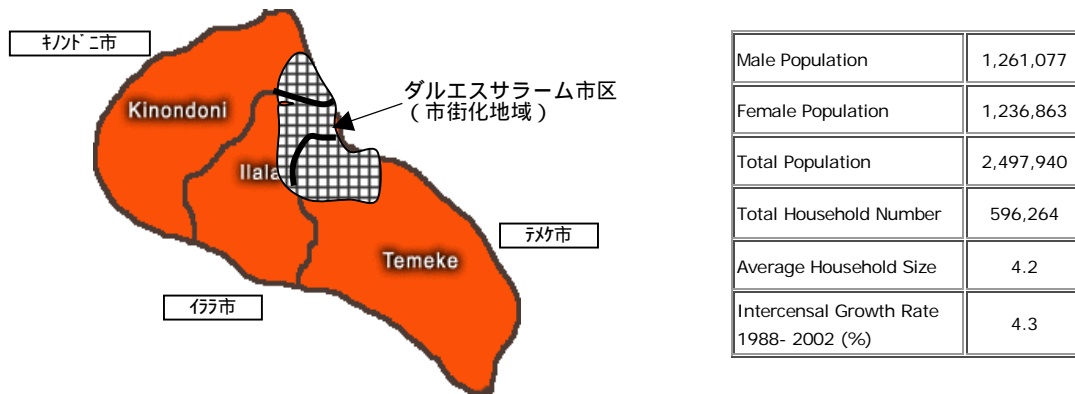 ｷﾉﾝﾄﾞﾆ市
Kinondoni
ダルエスサラーム市区
（市街化地域）
Ilala
ﾃﾒｹ市
Temeke
ｲﾗﾗ市
Male Population 1,261,077
Female Population 1,236,863
Total Population 2,497,940
Total Household Number 596,264
Average Household Size 4.2
Intercensal Growth Rate
1988- 2002 (%) 4.3